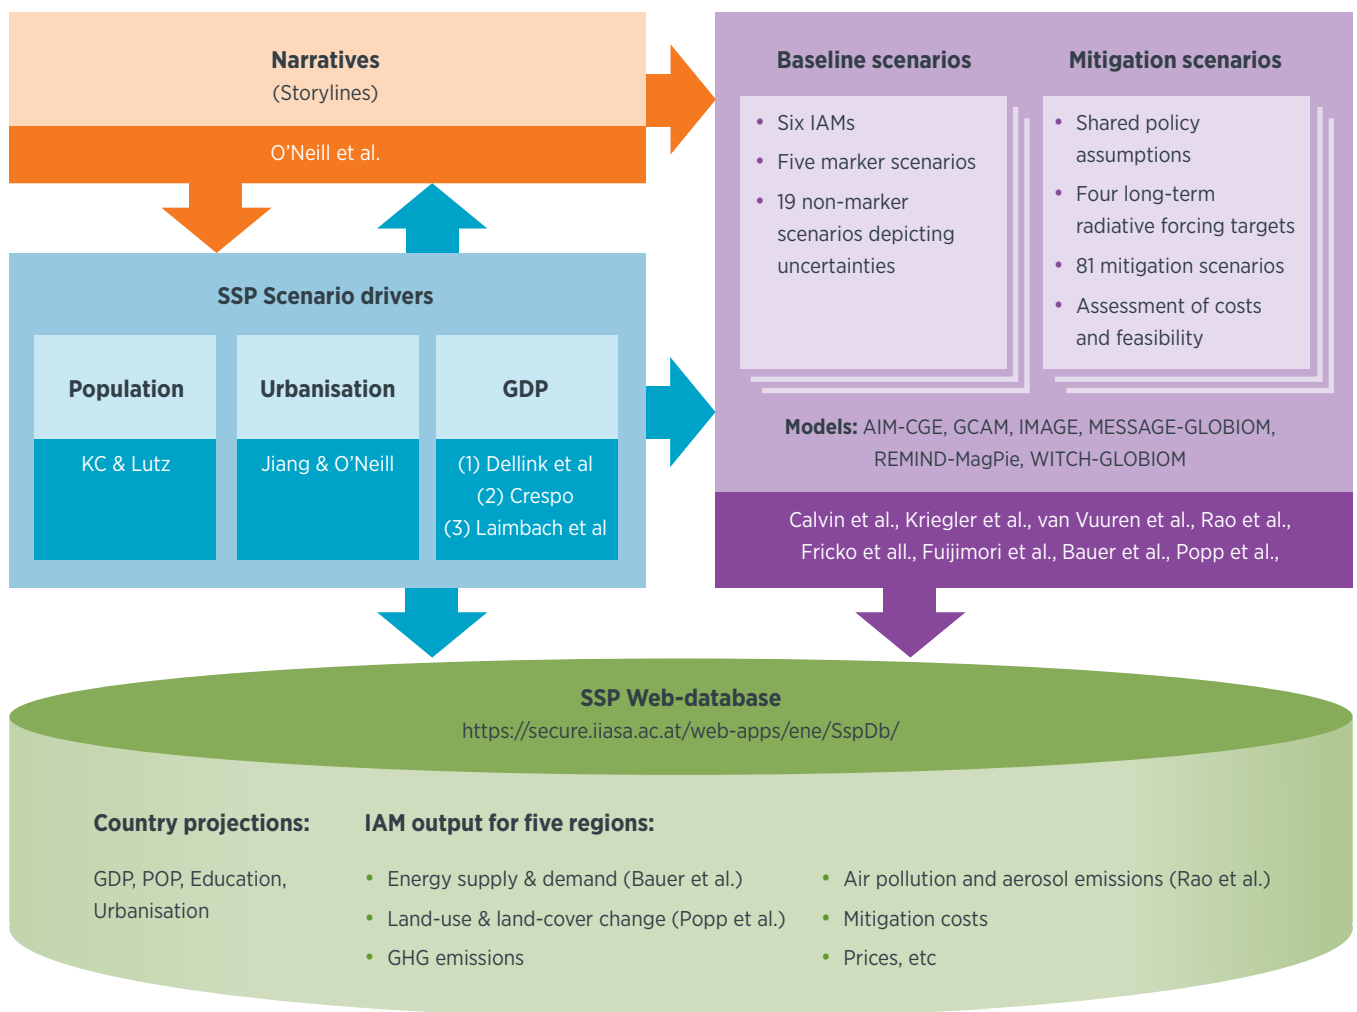 Narratives
(Storylines)
O'Neill et al.
SSP Scenario drivers
Population
KC & Lutz
Urbanisation
Jiang & O'Neill
GDP
(1) Dellink et al
(2) Crespo
(3) Laimbach et al
Baseline scenarios
• Six IAMs
• Five marker scenarios
• 19 non-marker
scenarios depicting
uncertainties
Mitigation scenarios
• Shared policy
assumptions
• Four long-term
radiative forcing targets
• 81 mitigation scenarios
• Assessment of costs
and feasibility
Models: AIM-CGE, GCAM, IMAGE, MESSAGE-GLOBIOM,
REMIND-MagPie, WITCH-GLOBIOM
Calvin et al., Kriegler et al., van Vuuren et al., Rao et al.,
Fricko et all., Fuijimori et al., Bauer et al., Popp et al.,
SSP Web-database
https://secure.iiasa.ac.at/web-apps/ene/SspDb/
Country projections:
GDP, POP, Education,
Urbanisation
IAM output for five regions:
• Energy supply & demand (Bauer et al.)
• Land-use & land-cover change (Popp et al.)
• GHG emissions
• Air pollution and aerosol emissions (Rao et al.)
• Mitigation costs
• Prices, etc